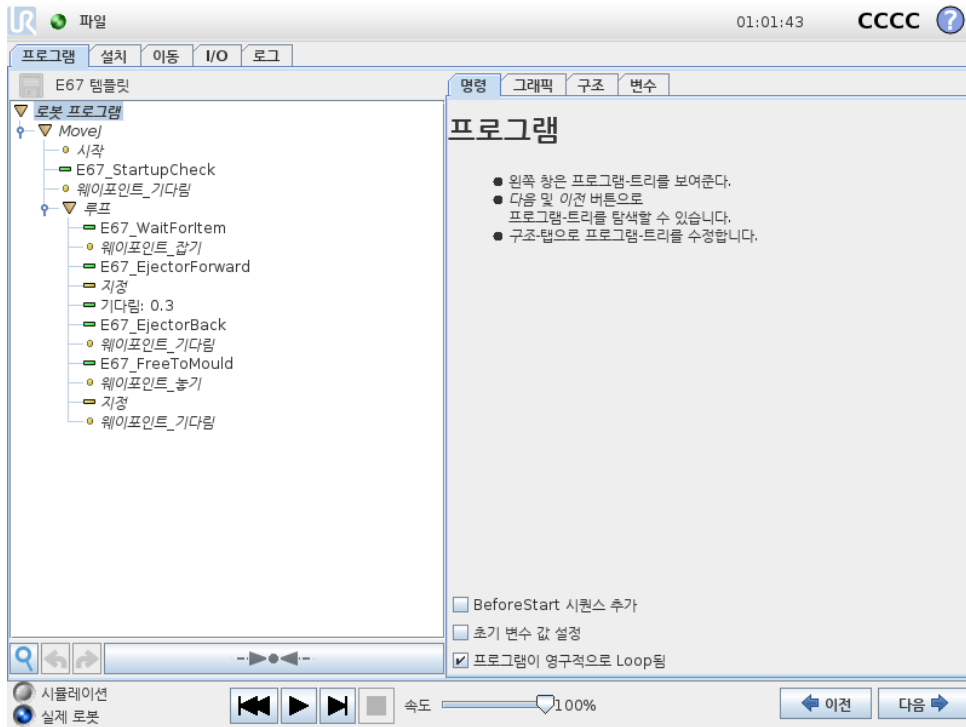 UR 파일 01:01:43 CCCC ?
프로그램 설치 이동 I/O 로그
E67 템플릿
명령 그래픽 구조 변수
로봇 프로그램
MoveJ
시작
E67_StartupCheck
웨이포인트_기다림
루프
E67_WaitForItem
웨이포인트_잡기
E67_EjectorForward
지정
기다림: 0.3
E67_EjectorBack
웨이포인트_기다림
E67_FreeToMould
웨이포인트_놓기
지정
웨이포인트_기다림
프로그램
왼쪽 창은 프로그램-트리를 보여준다.
다음 및 이전 버튼으로
프로그램-트리를 탐색할 수 있습니다.
구조-탭으로 프로그램-트리를 수정합니다.
BeforeStart 시퀀스 추가
초기 변수 값 설정
프로그램이 영구적으로 Loop됨
시뮬레이션
실제 로봇
속도 100%
이전 다음